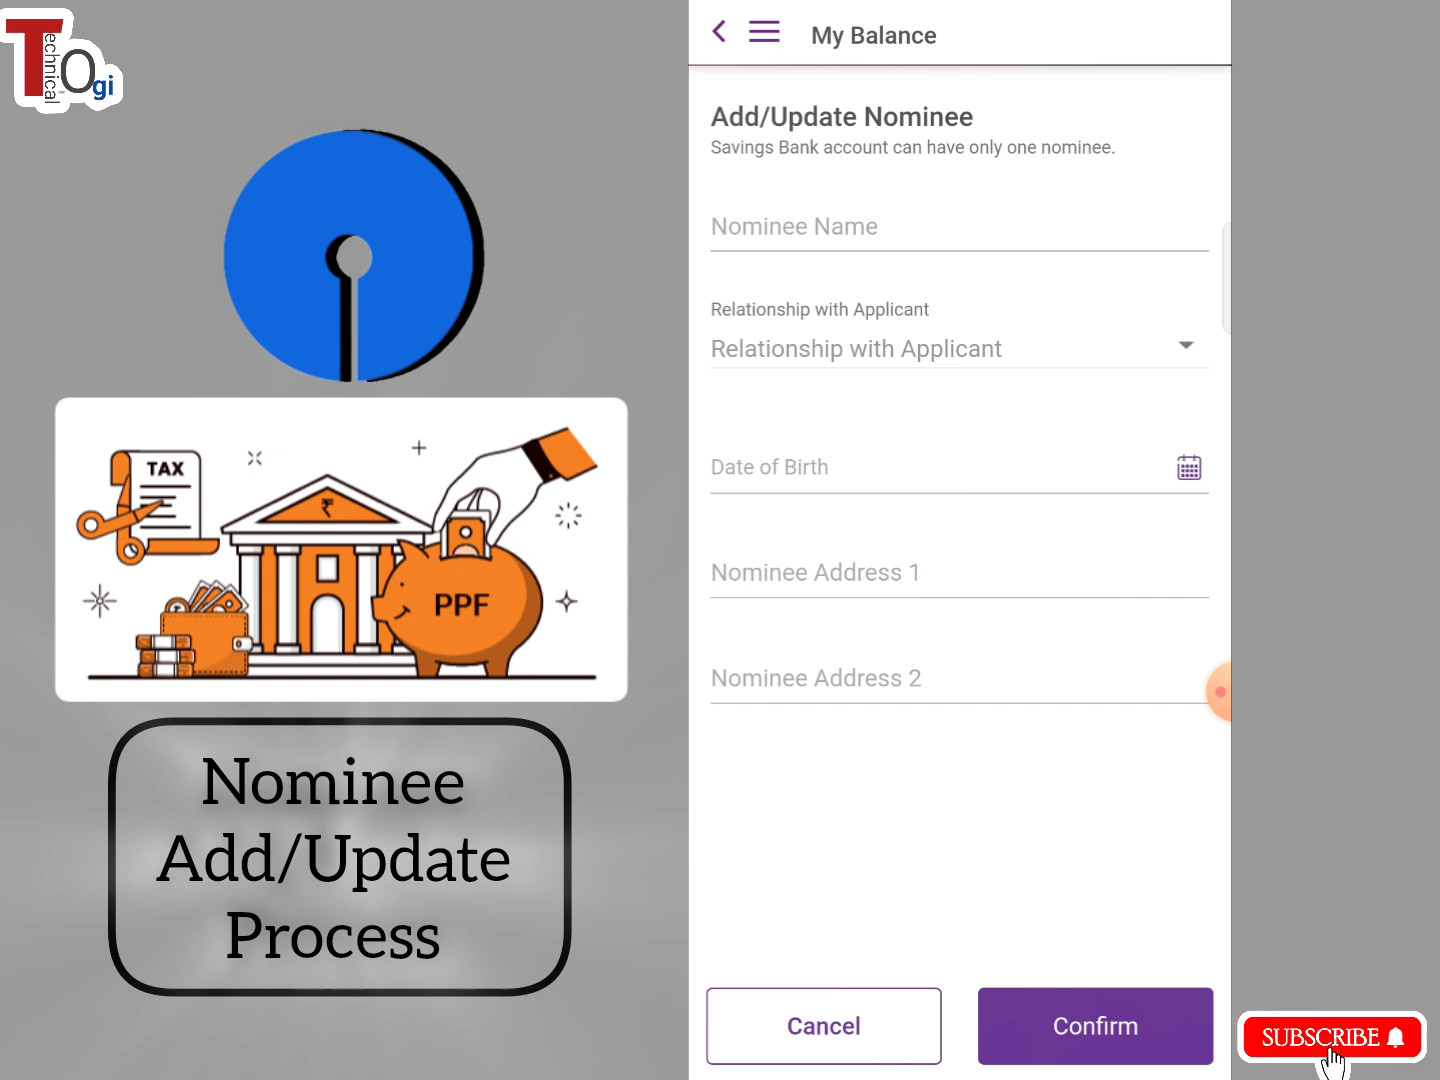 Technical
Ogi
TAX
₹
PPF
Nominee
Add/Update
Process
My Balance
Add/Update Nominee
Savings Bank account can have only one nominee.
Nominee Name
Relationship with Applicant
Relationship with Applicant
Date of Birth
Nominee Address 1
Nominee Address 2
Cancel
Confirm
SUBSCRIBE